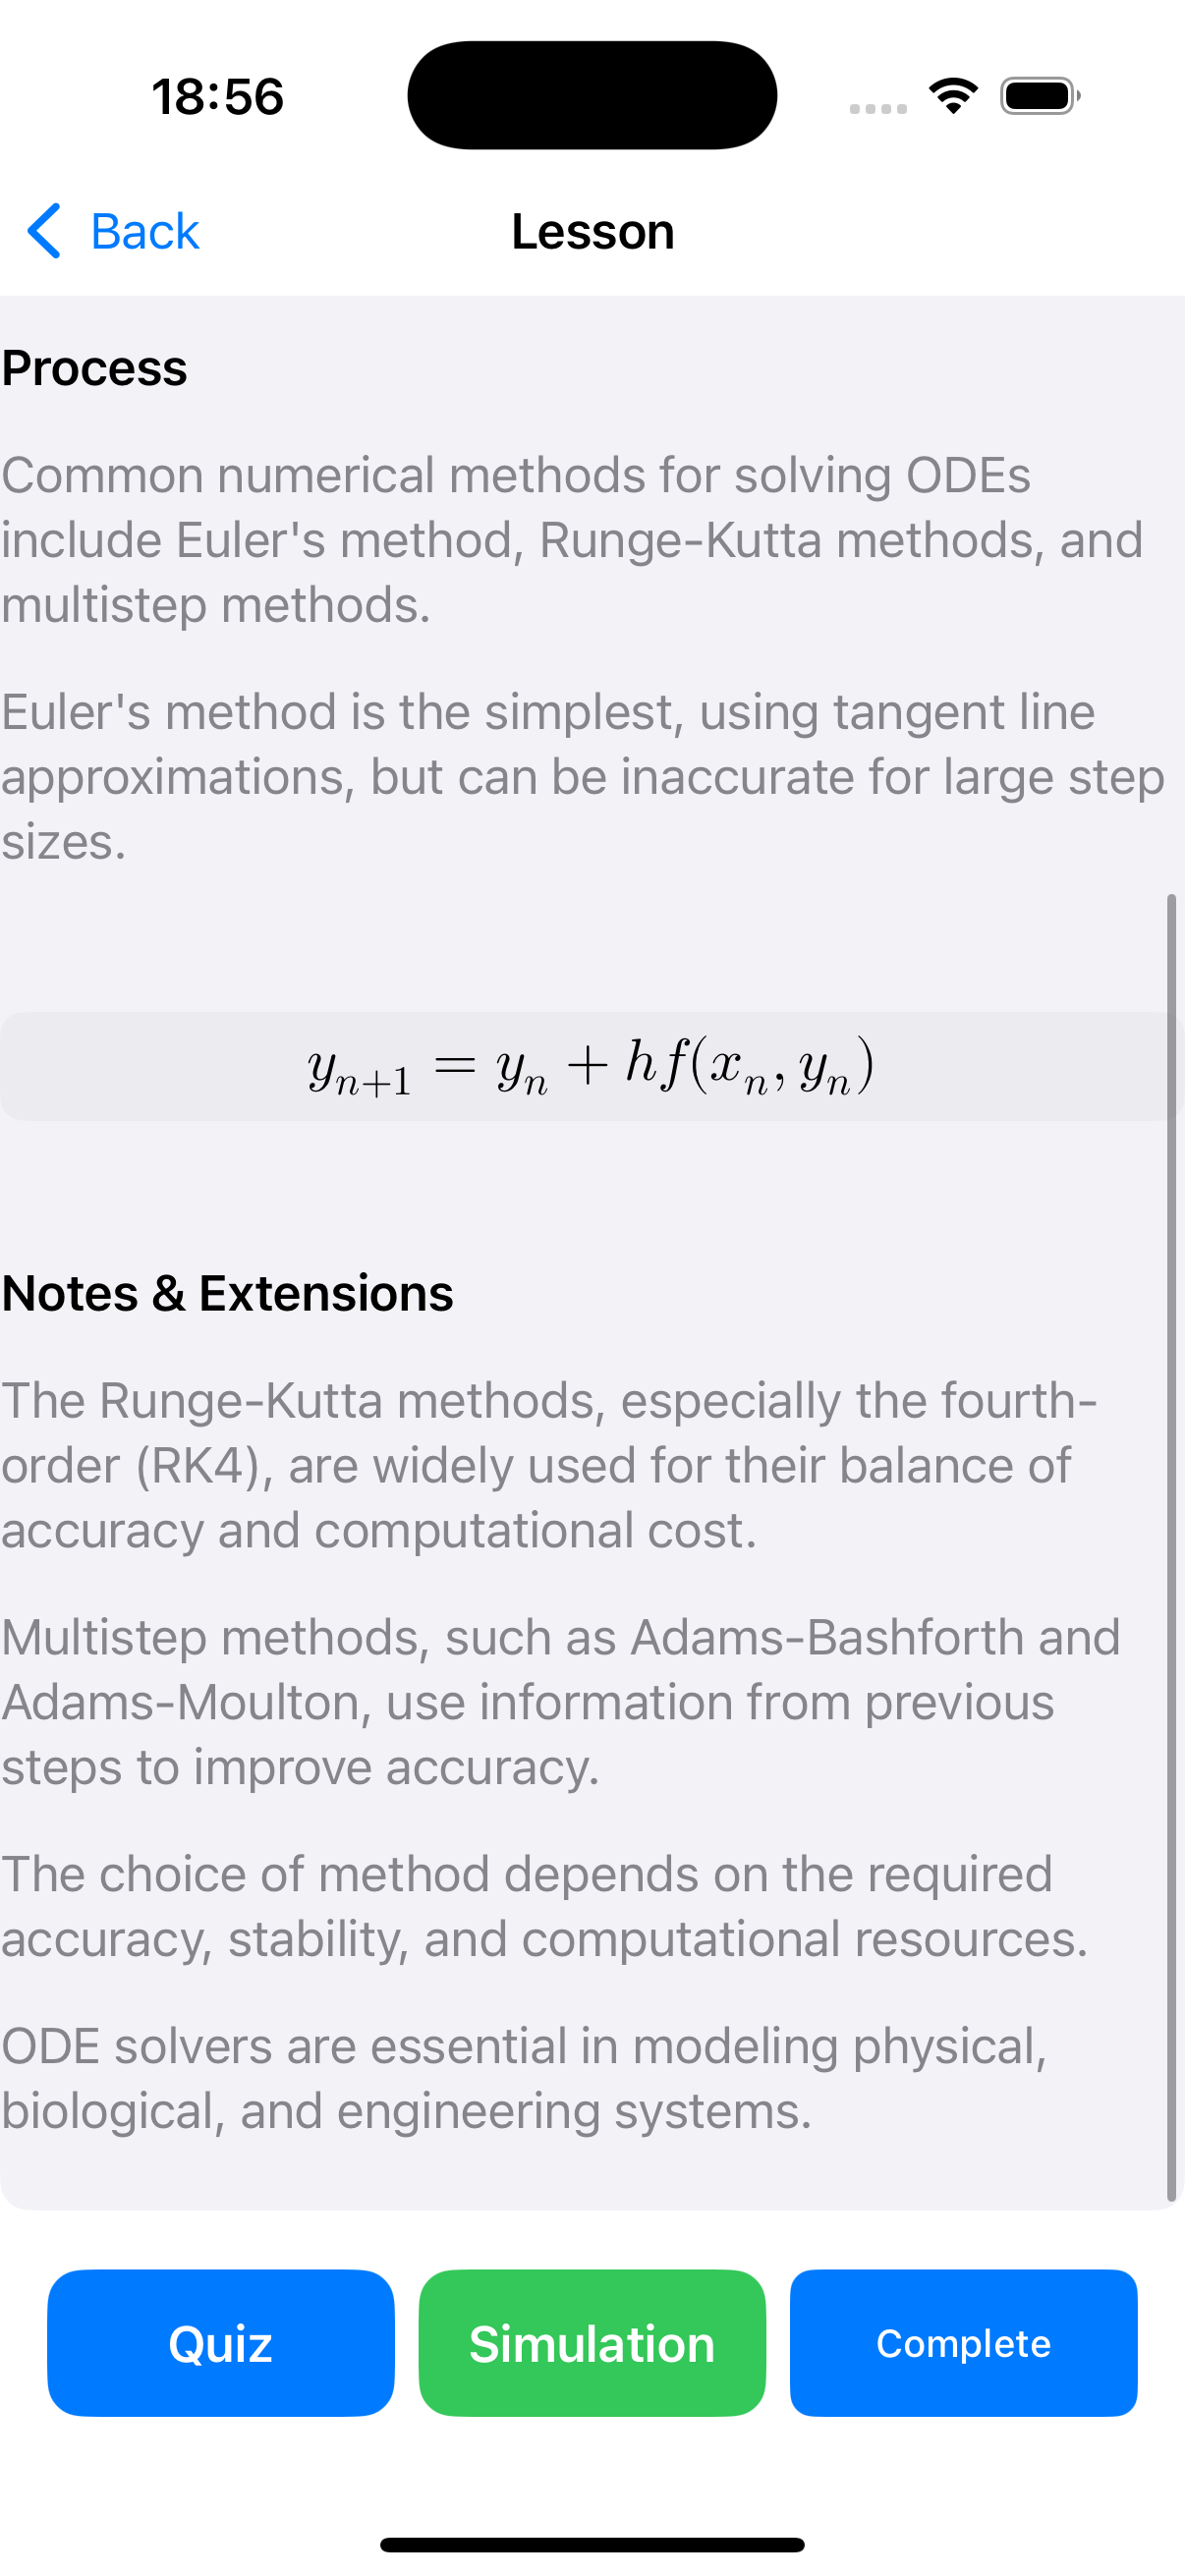 18:56
Back
Lesson
Process
Common numerical methods for solving ODEs
include Euler's method, Runge-Kutta methods, and
multistep methods.
Euler's method is the simplest, using tangent line
approximations, but can be inaccurate for large step
sizes.
yₙ₊₁ = yₙ + hf(xₙ, yₙ)
Notes & Extensions
The Runge-Kutta methods, especially the fourth-
order (RK4), are widely used for their balance of
accuracy and computational cost.
Multistep methods, such as Adams-Bashforth and
Adams-Moulton, use information from previous
steps to improve accuracy.
The choice of method depends on the required
accuracy, stability, and computational resources.
ODE solvers are essential in modeling physical,
biological, and engineering systems.
Quiz
Simulation
Complete